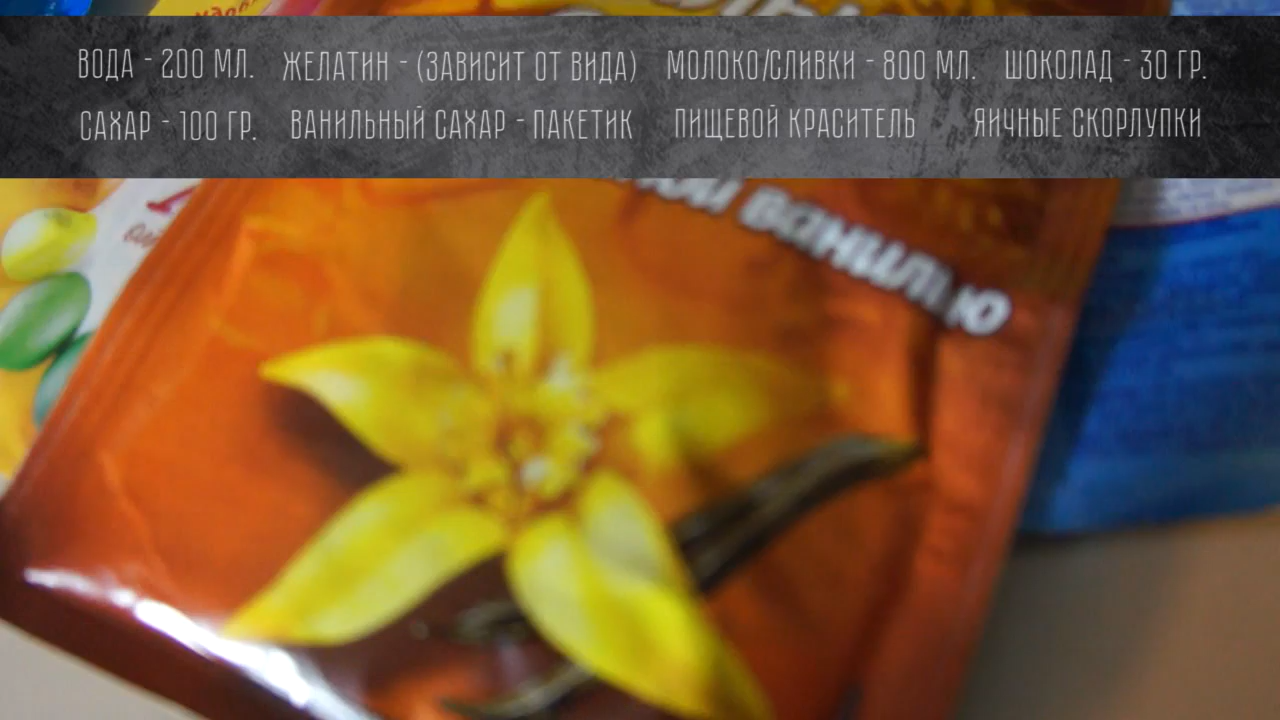 ВОДА - 200 МЛ. ЖЕЛАТИН - (ЗАВИСИТ ОТ ВИДА) МОЛОКО/СЛИВКИ - 800 МЛ. ШОКОЛАД - 30 ГР.
САХАР - 100 ГР. ВАНИЛЬНЫЙ САХАР - ПАКЕТИК ПИЩЕВОЙ КРАСИТЕЛЬ ЯИЧНЫЕ СКОРЛУПКИ
ванилью